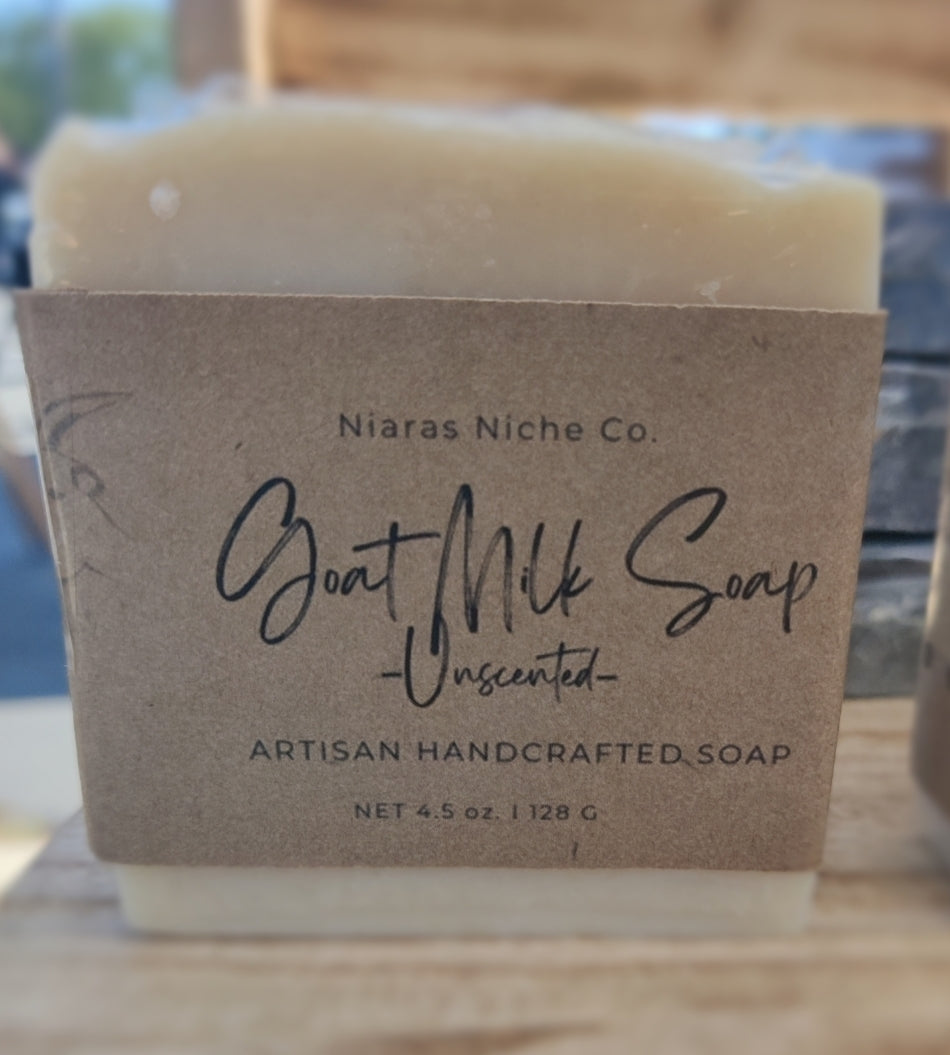 Niaras Niche Co.
Goat Milk Soap
-Unscented-
ARTISAN HANDCRAFTED SOAP
NET 4.5 oz. | 128 G